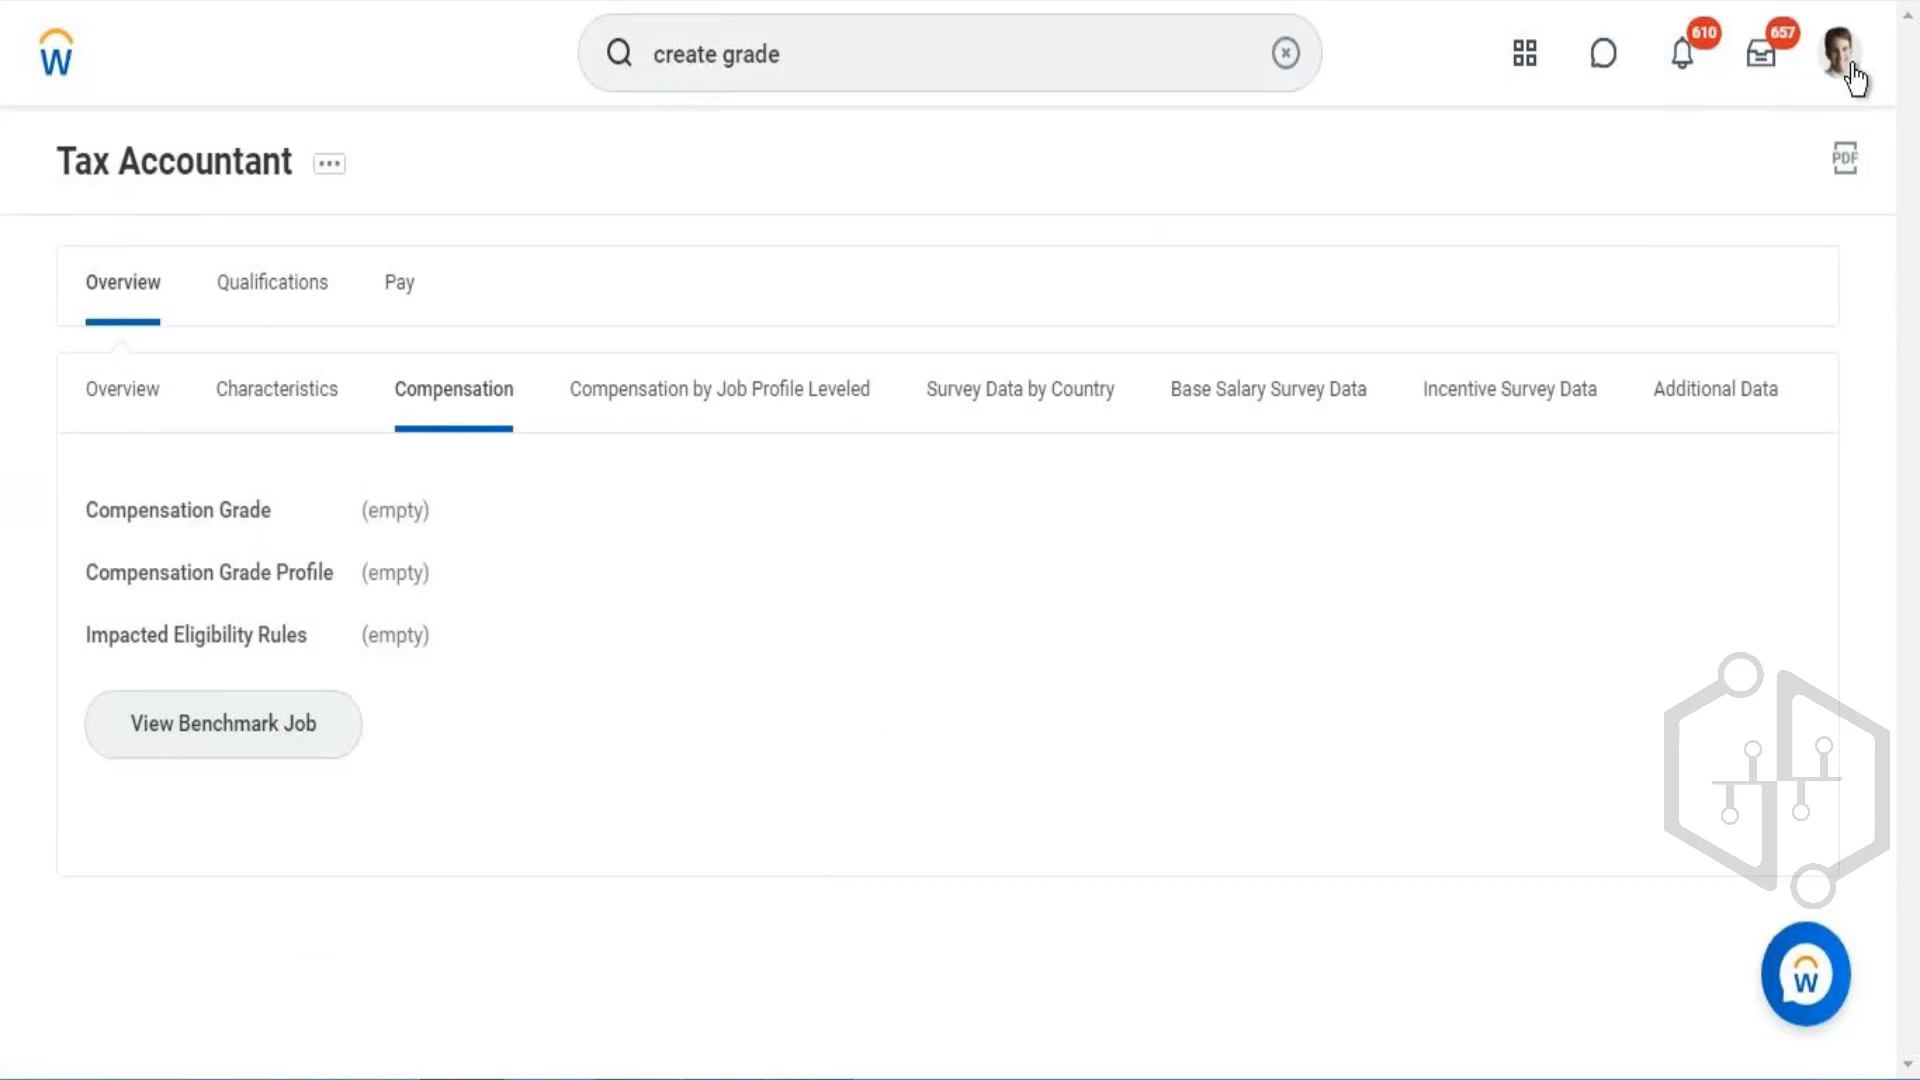 W
create grade
610
657
Tax Accountant
PDF
Overview Qualifications Pay
Overview Characteristics Compensation Compensation by Job Profile Leveled Survey Data by Country Base Salary Survey Data Incentive Survey Data Additional Data
Compensation Grade (empty)
Compensation Grade Profile (empty)
Impacted Eligibility Rules (empty)
View Benchmark Job
W